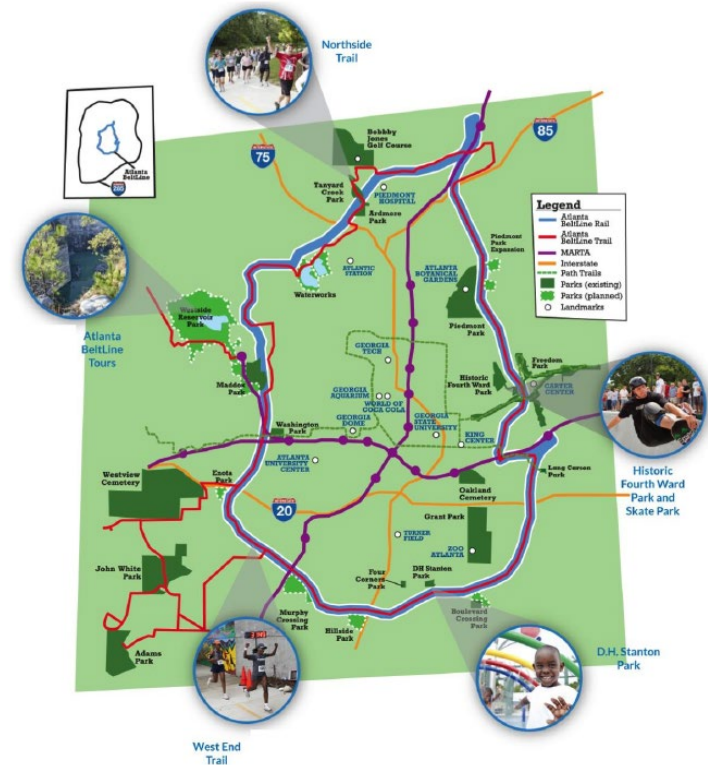 Northside
Trail
Bobby
Jones
Golf Course
INTERSTATE
75
INTERSTATE
85
Atlanta
BeltLine
INTERSTATE
285
Tanyard
Creek
Park
PIEDMONT
HOSPITAL
Ardmore
Park
Legend
Atlanta
BeltLine Rail
Atlanta
BeltLine Trail
MARTA
Interstate
Path Trails
Parks (existing)
Parks (planned)
Landmarks
Piedmont
Park
Expansion
ATLANTIC
STATION
ATLANTA
BOTANICAL
GARDENS
Waterworks
Westside
Reservoir
Park
Piedmont
Park
Atlanta
BeltLine
Tours
GEORGIA
TECH
Freedom
Park
Historic
Fourth Ward
Park
CARTER
CENTER
Maddox
Park
GEORGIA
AQUARIUM
WORLD OF
COCA COLA
Washington
Park
GEORGIA
DOME
GEORGIA
STATE
UNIVERSITY
KING
CENTER
ATLANTA
UNIVERSITY
CENTER
Westview
Cemetery
Enota
Park
Lang Carson
Park
Historic
Fourth Ward
Park and
Skate Park
Oakland
Cemetery
INTERSTATE
20
Grant Park
TURNER
FIELD
ZOO
ATLANTA
John White
Park
Four
Corners
Park
DH Stanton
Park
Murphy
Crossing
Park
Hillside
Park
Boulevard
Crossing
Park
Adams
Park
D.H. Stanton
Park
West End
Trail